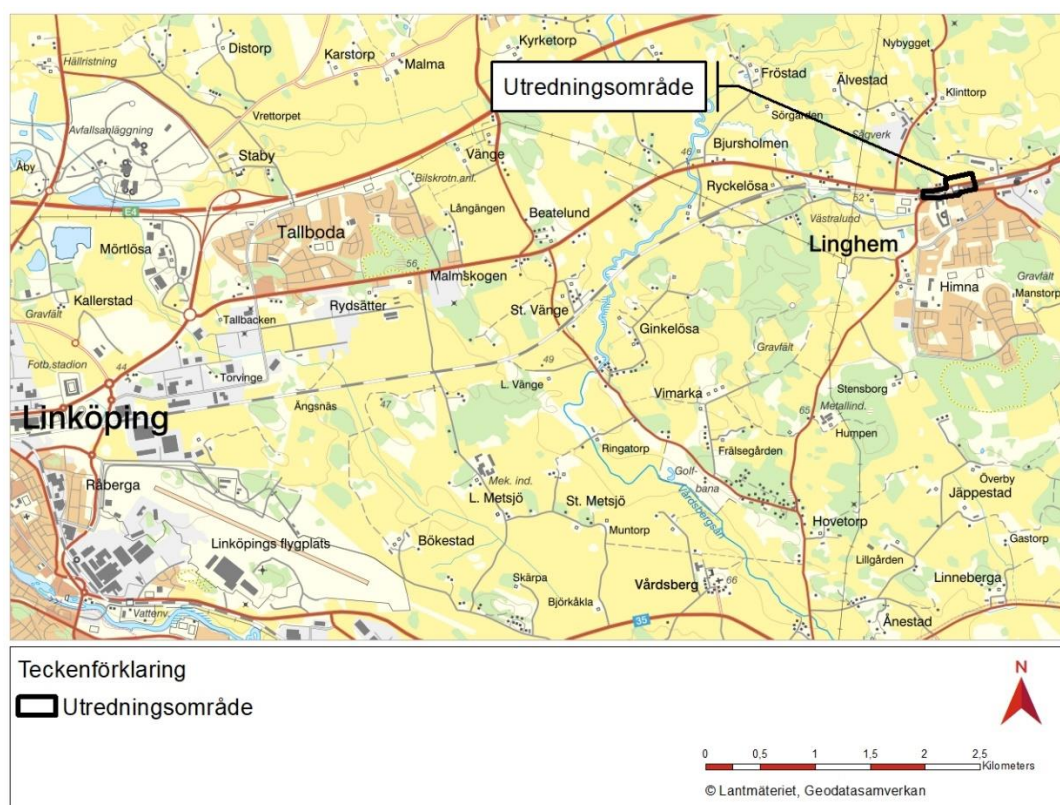 Distorp
Karstorp
Malma
Kyrketorp
Hällristning
Vrettorpet
Avfallsanläggning
Åby
Staby
Utredningsområde
Fröstad
Älvestad
Nybygget
Klinttorp
Sörgården
Sågverk
Bjursholmen
46
Vänge
Bilskrotn.anl.
Långängen
Ryckelösa
52
Västralund
Linghem
E4
Mörtlösa
Tallboda
56
Beatelund
Malmskogen
Kallerstad
Gravfält
Tallbacken
Rydsätter
St. Vänge
Ginkelösa
Himna
Gravfält
Manstorp
Fotb.stadion
44
Torvinge
49
L. Vänge
Gravfält
Vimarka
Stensborg
Metallind.
65
Humpen
Linköping
Ängsnäs
47
Ringatorp
Frälsegården
Golf-
bana
Vårdsbergsån
Råberga
Mek. ind.
L. Metsjö
St. Metsjö
Muntorp
Hovetorp
Överby
Jäppestad
Gastorp
Lillgården
Linneberga
Linköpings flygplats
Bökestad
Skärpa
Björkåkla
Vårdsberg
66
Ånestad
Vattenv.
35
Teckenförklaring
Utredningsområde
N
0 0,5 1 1,5 2 2,5
Kilometers
© Lantmäteriet, Geodatasamverkan